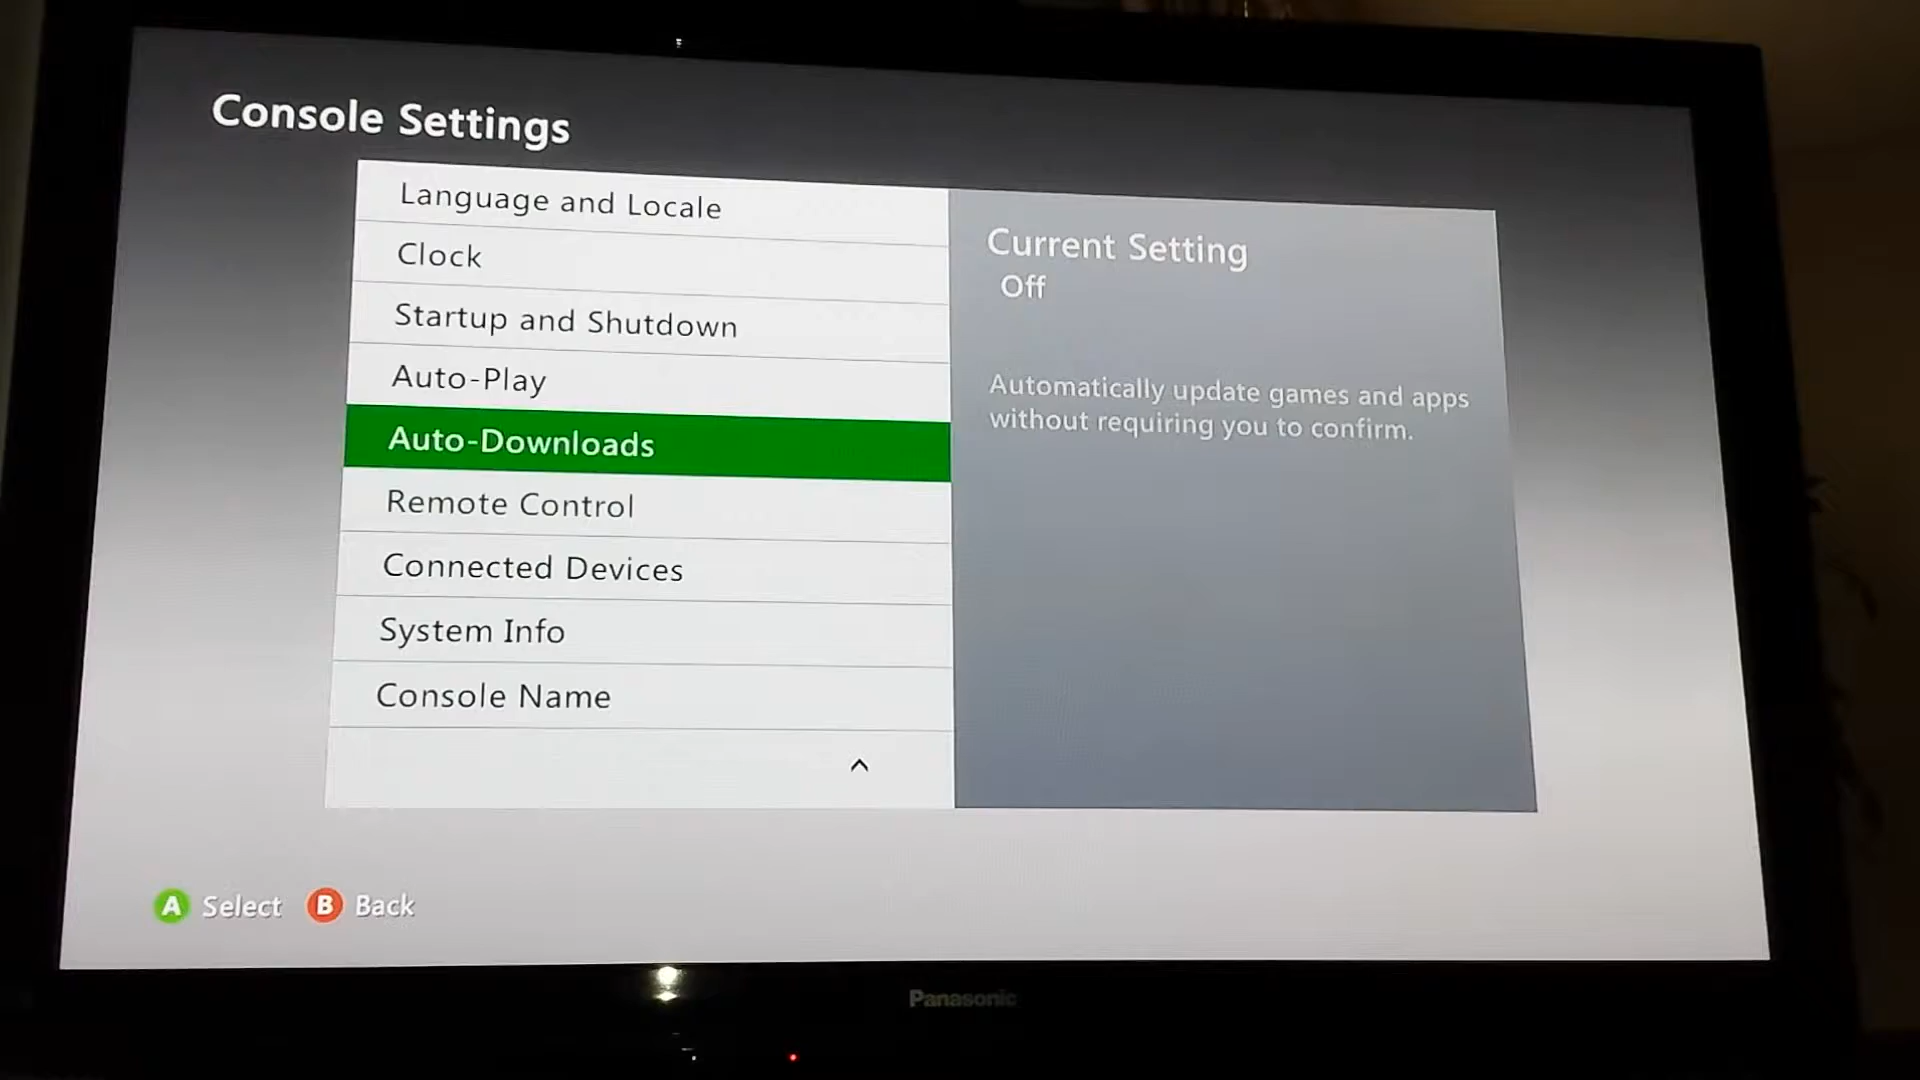 Console Settings
Language and Locale
Clock
Startup and Shutdown
Auto-Play
Auto-Downloads
Remote Control
Connected Devices
System Info
Console Name
Current Setting
Off
Automatically update games and apps
without requiring you to confirm.
A Select B Back
Panasonic